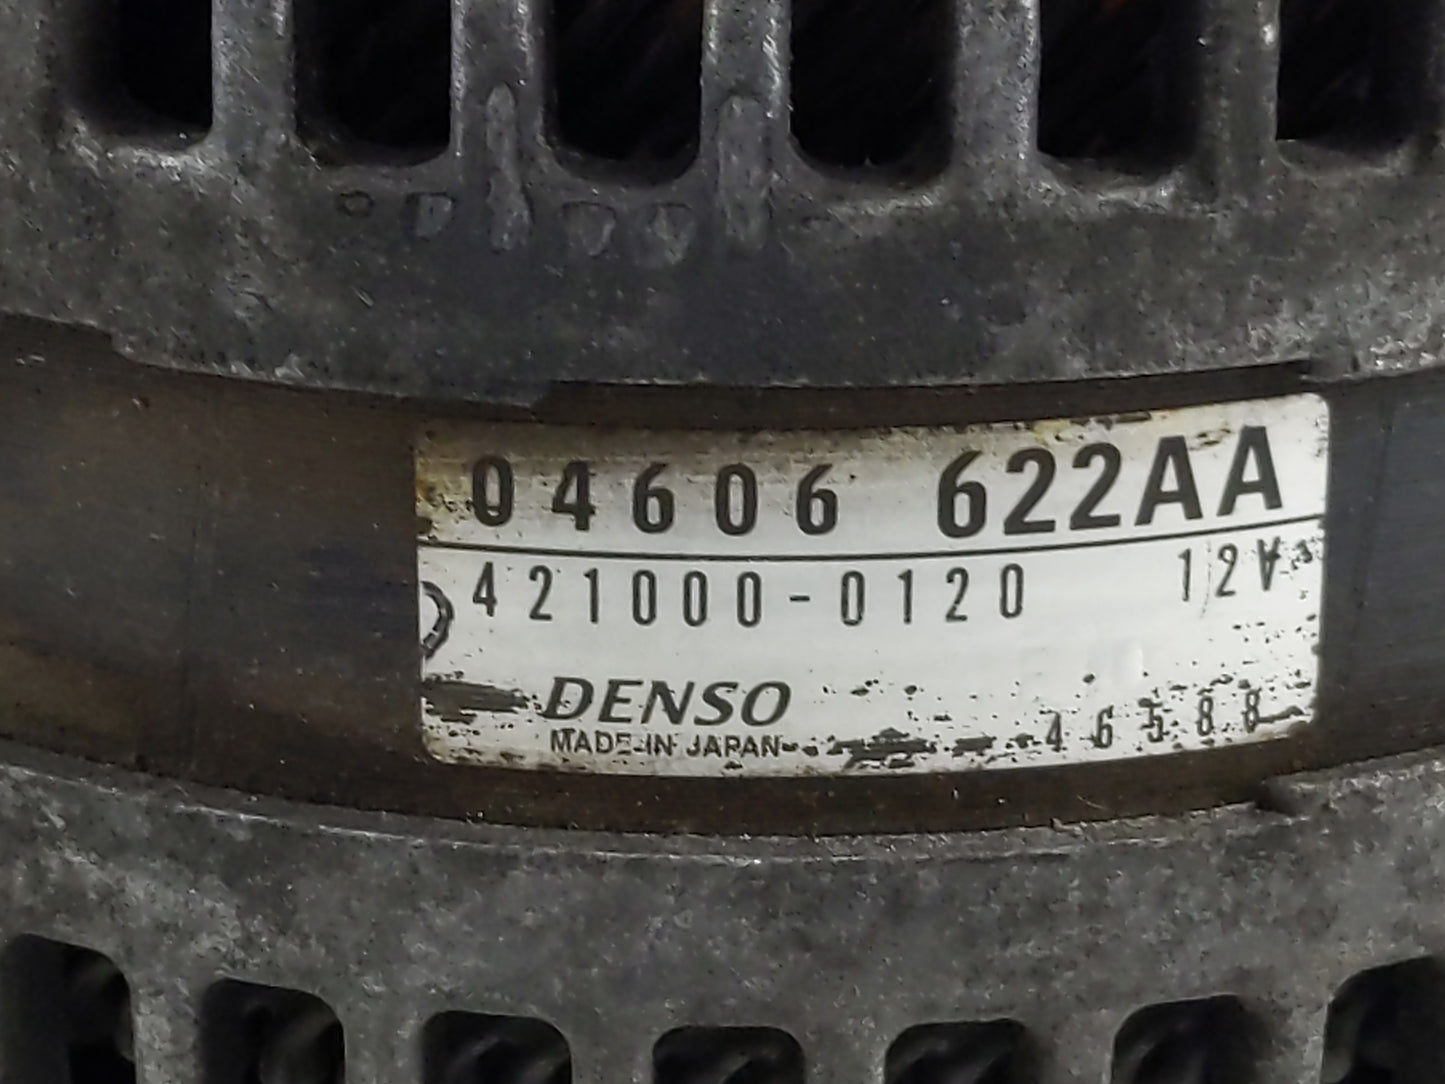 04606 622AA
421000-0120 12V
DENSO
MADE IN JAPAN 46588